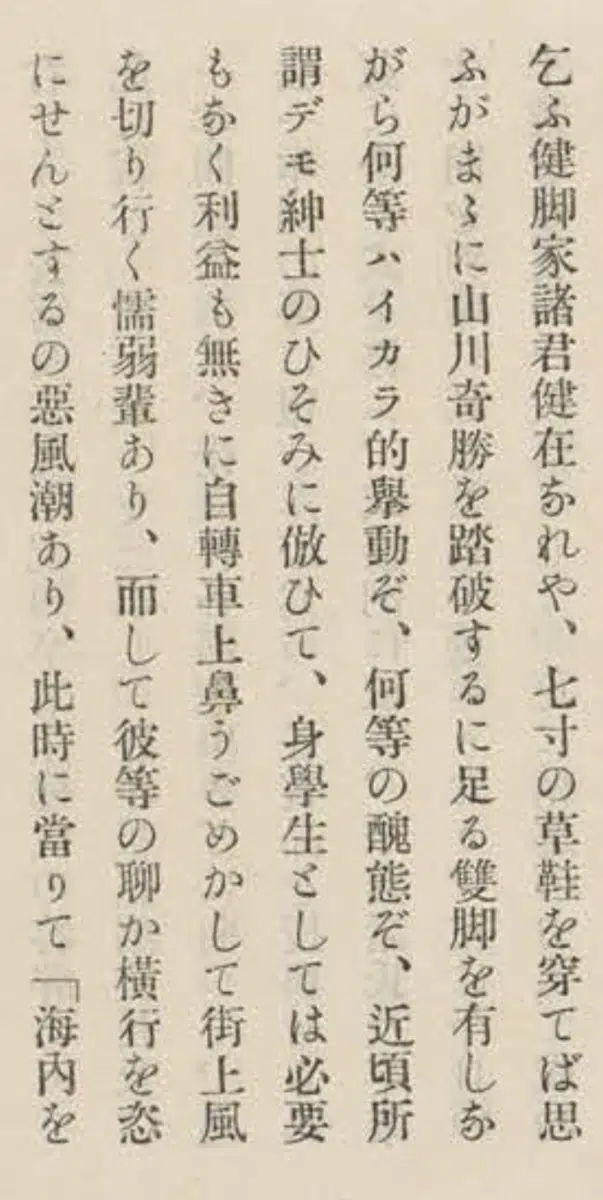 乞ふ健脚家諸君健在なれや、七寸の草鞋を穿てば思
ふがまゝに山川奇勝を踏破するに足る雙脚を有しな
がら何等ハイカラ的擧動ぞ、何等の醜態ぞ、近頃所
謂デモ紳士のひそみに倣ひて、身學生としては必要
もなく利益も無きに自轉車上鼻うごめかして街上風
を切り行く懦弱輩あり、而して彼等の聊か橫行を恣
にせんとするの惡風潮あり、此時に當りて「海內を